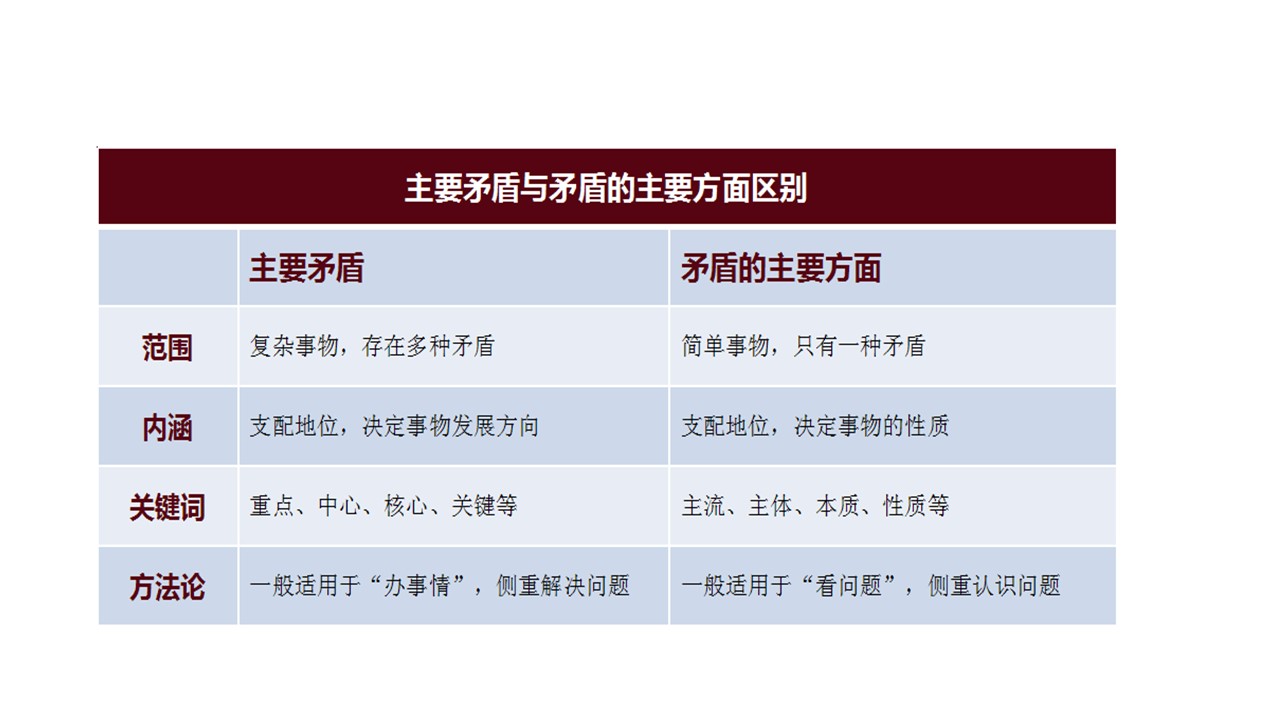 主要矛盾与矛盾的主要方面区别
主要矛盾 矛盾的主要方面
范围 复杂事物，存在多种矛盾 简单事物，只有一种矛盾
内涵 支配地位，决定事物发展方向 支配地位，决定事物的性质
关键词 重点、中心、核心、关键等 主流、主体、本质、性质等
方法论 一般适用于“办事情”，侧重解决问题 一般适用于“看问题”，侧重认识问题